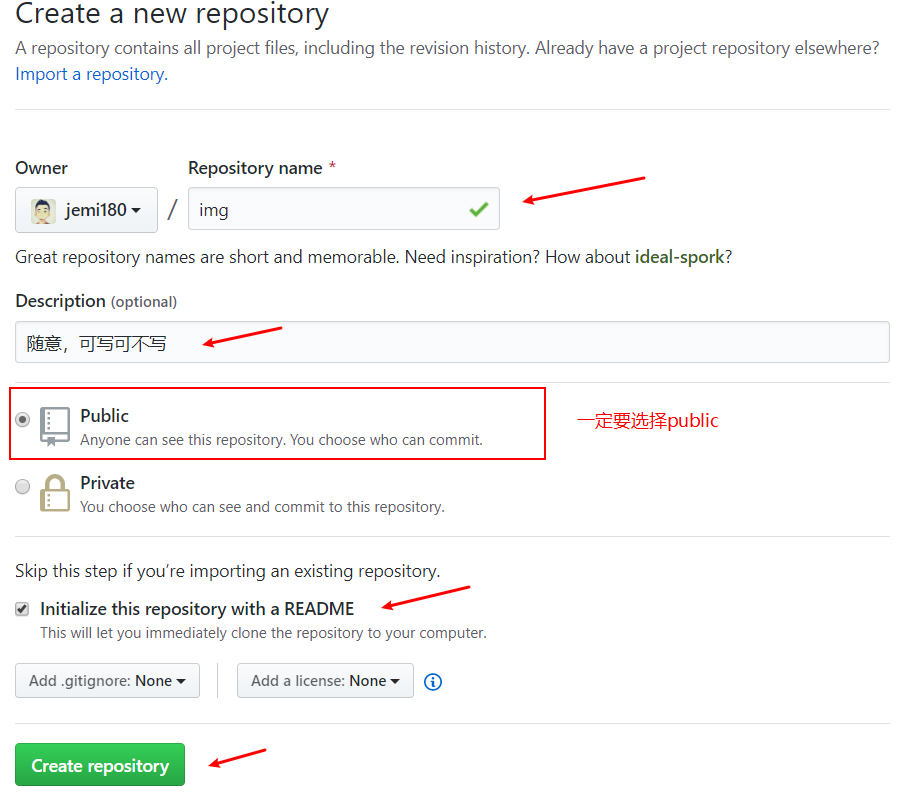 Create a new repository
A repository contains all project files, including the revision history. Already have a project repository elsewhere?
Import a repository.
Owner
Repository name *
jemi180
/
img
Great repository names are short and memorable. Need inspiration? How about ideal-spork?
Description (optional)
随意，可写可不写
Public
Anyone can see this repository. You choose who can commit.
一定要选择public
Private
You choose who can see and commit to this repository.
Skip this step if you’re importing an existing repository.
Initialize this repository with a README
This will let you immediately clone the repository to your computer.
Add .gitignore: None
Add a license: None
Create repository